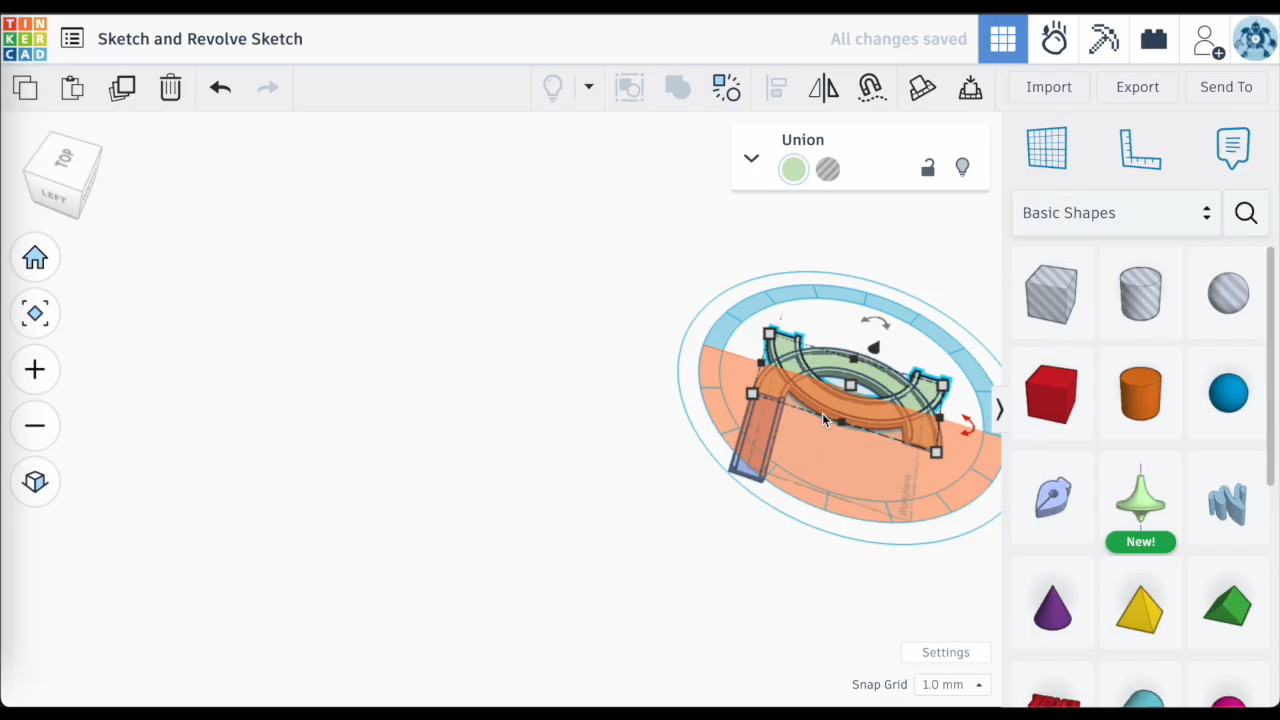 TIN
KER
CAD
Sketch and Revolve Sketch
All changes saved
Import
Export
Send To
TOP
LEFT
Union
Basic Shapes
New!
Settings
Snap Grid
1.0 mm